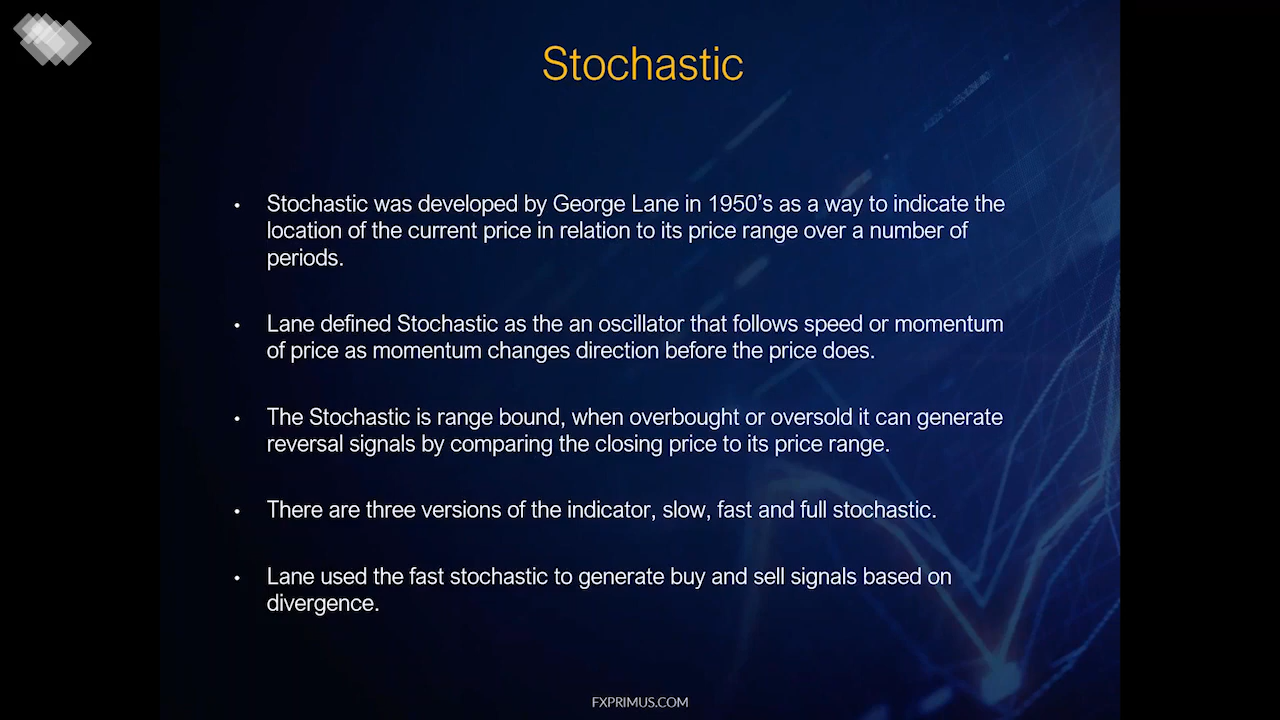 Stochastic
• Stochastic was developed by George Lane in 1950’s as a way to indicate the
location of the current price in relation to its price range over a number of
periods.
• Lane defined Stochastic as the an oscillator that follows speed or momentum
of price as momentum changes direction before the price does.
• The Stochastic is range bound, when overbought or oversold it can generate
reversal signals by comparing the closing price to its price range.
• There are three versions of the indicator, slow, fast and full stochastic.
• Lane used the fast stochastic to generate buy and sell signals based on
divergence.
FXPRIMUS.COM